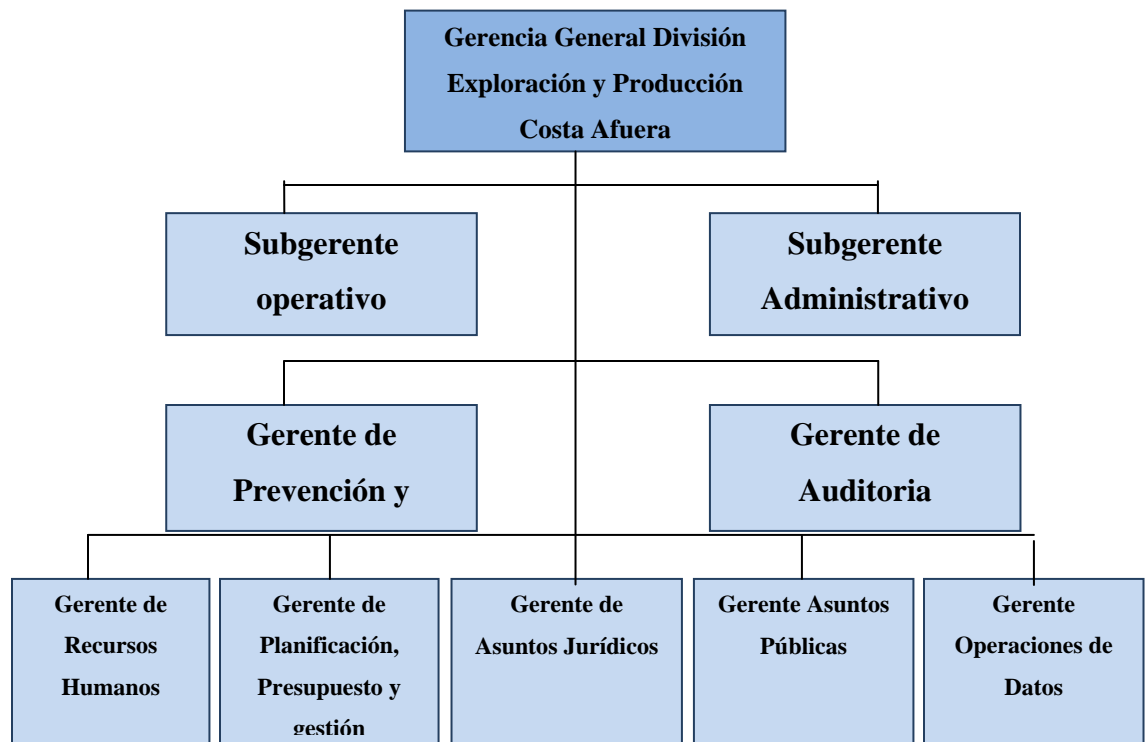 Gerencia General División
Exploración y Producción
Costa Afuera
Subgerente
operativo
Subgerente
Administrativo
Gerente de
Prevención y
Gerente de
Auditoria
Gerente de
Recursos
Humanos
Gerente de
Planificación,
Presupuesto y
gestión
Gerente de
Asuntos Jurídicos
Gerente Asuntos
Públicas
Gerente
Operaciones de
Datos